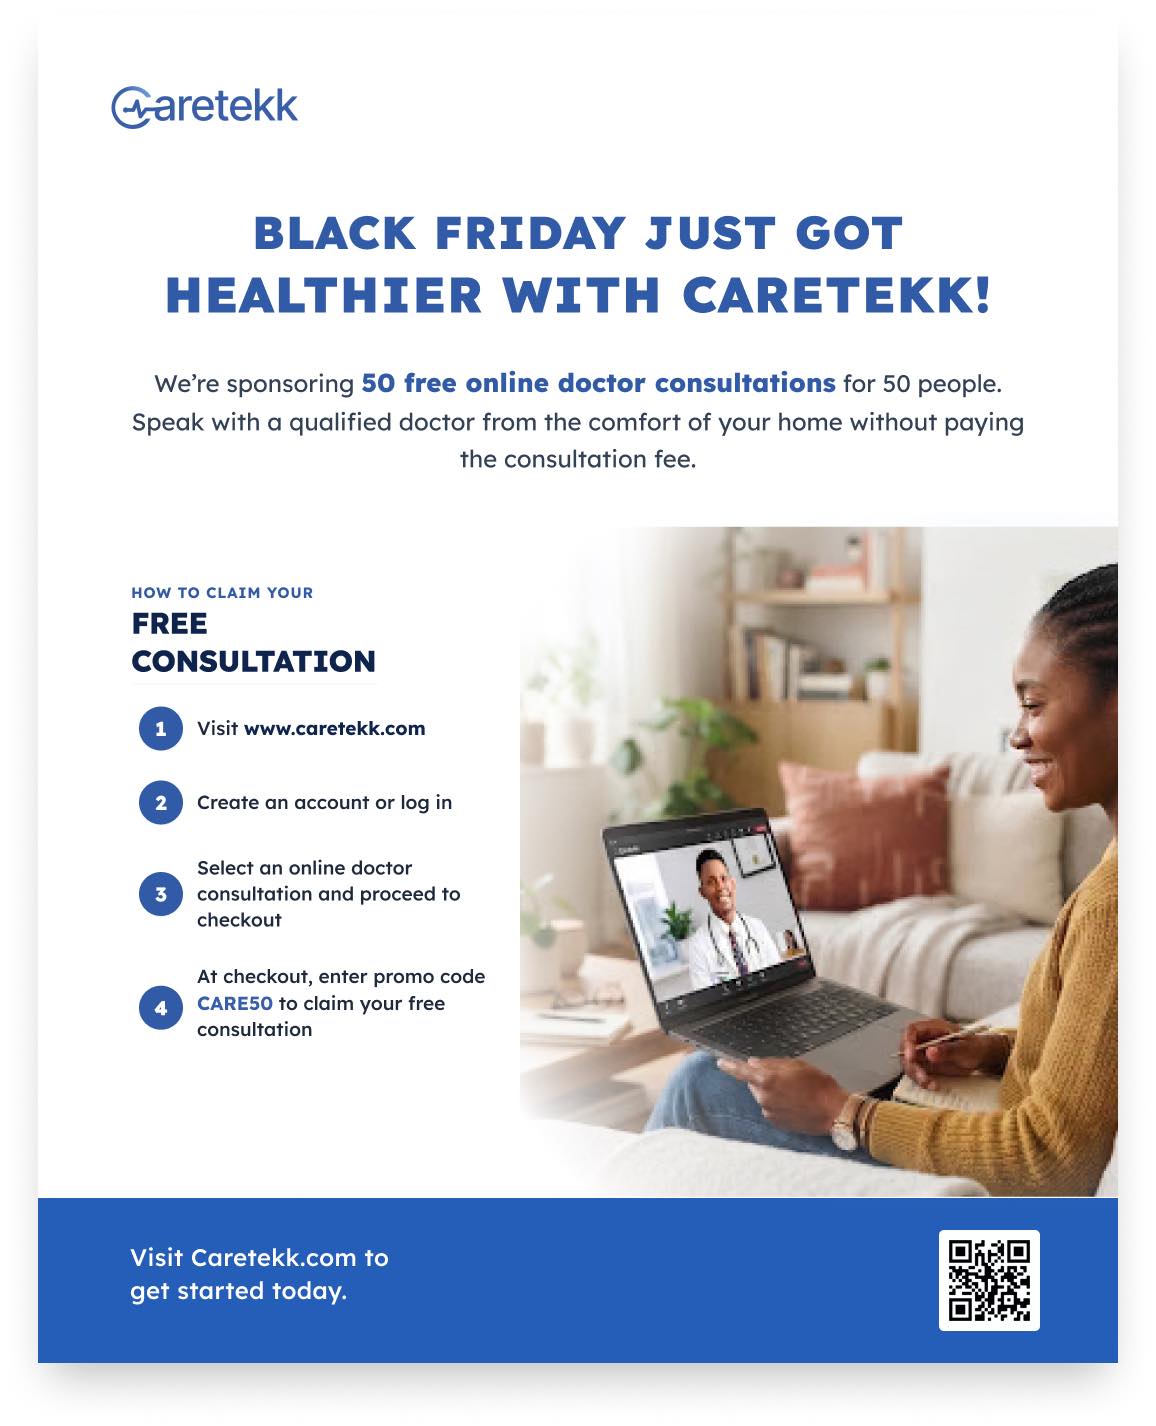 Caretekk
BLACK FRIDAY JUST GOT
HEALTHIER WITH CARETEKK!
We’re sponsoring 50 free online doctor consultations for 50 people.
Speak with a qualified doctor from the comfort of your home without paying
the consultation fee.
HOW TO CLAIM YOUR
FREE
CONSULTATION
1 Visit www.caretekk.com
2 Create an account or log in
3 Select an online doctor
consultation and proceed to
checkout
4 At checkout, enter promo code
CARE50 to claim your free
consultation
Visit Caretekk.com to
get started today.